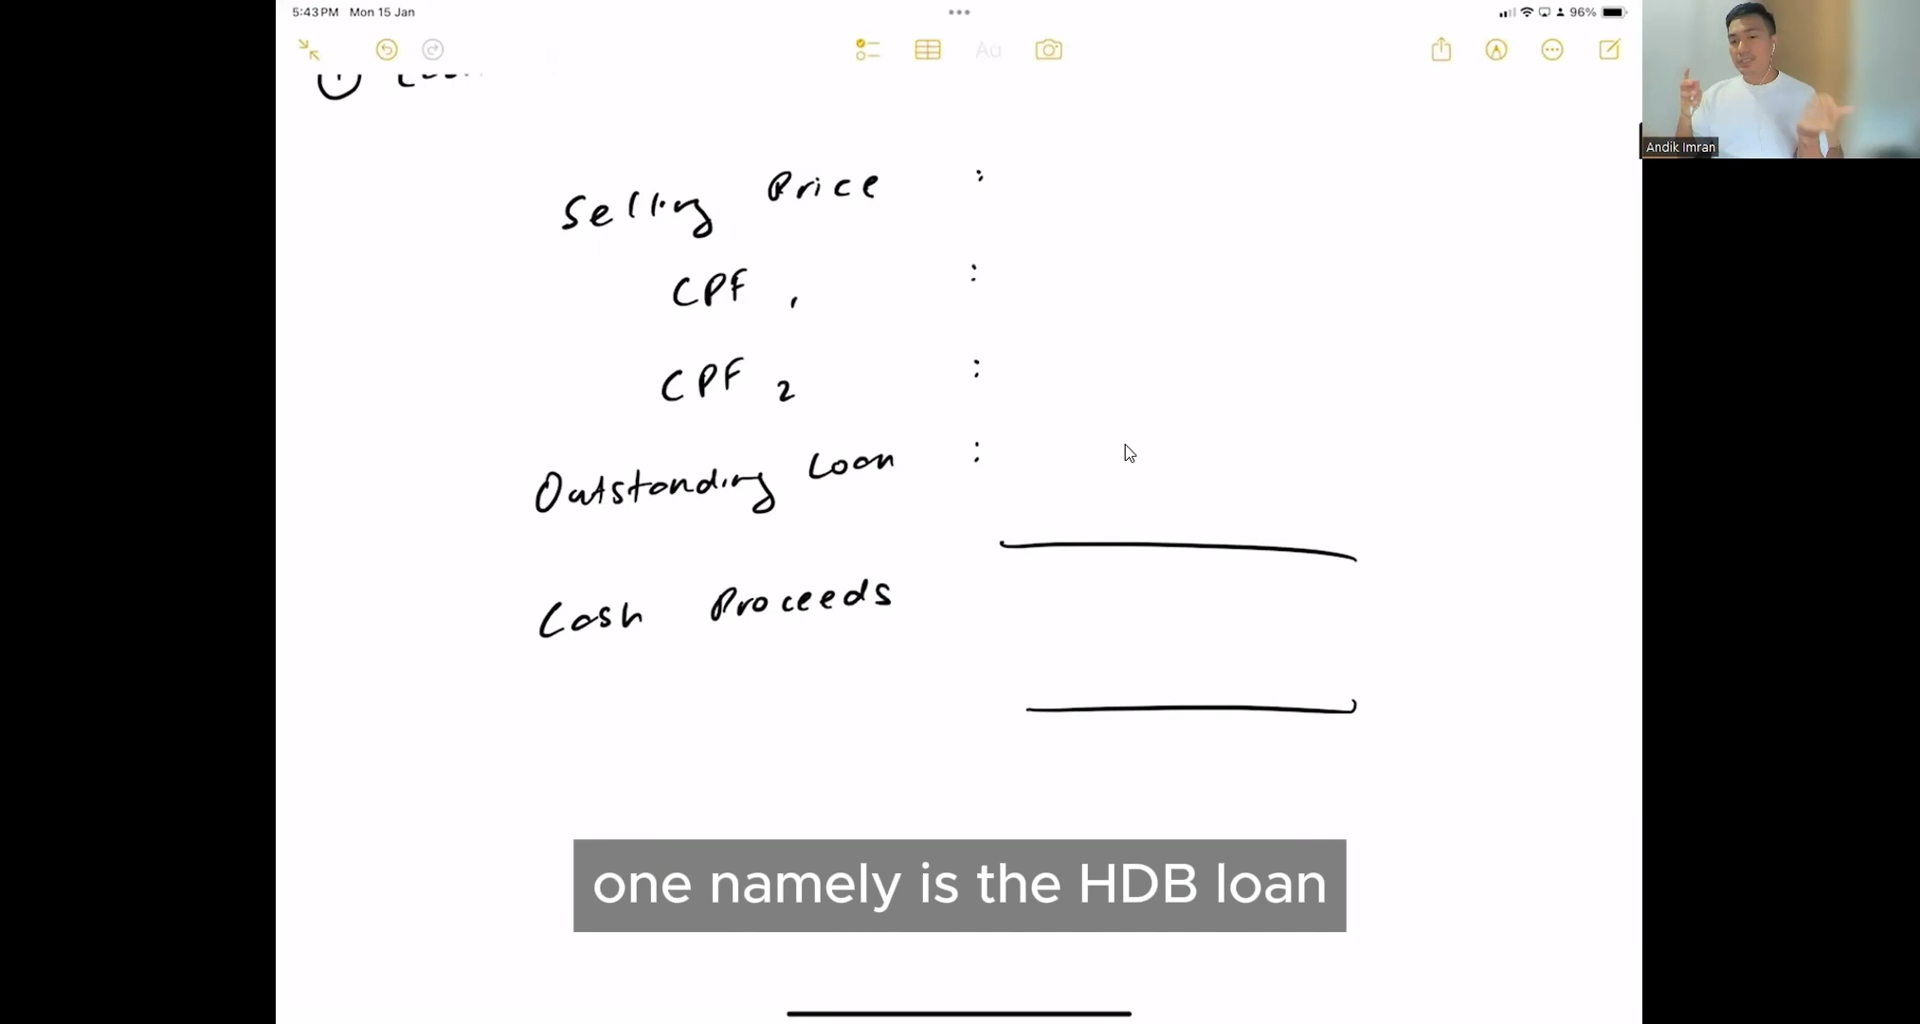 5:43 PM Mon 15 Jan
96%
Andik Imran
Selling Price :
CPF 1 :
CPF 2 :
Outstanding Loan :
Cash Proceeds
one namely is the HDB loan